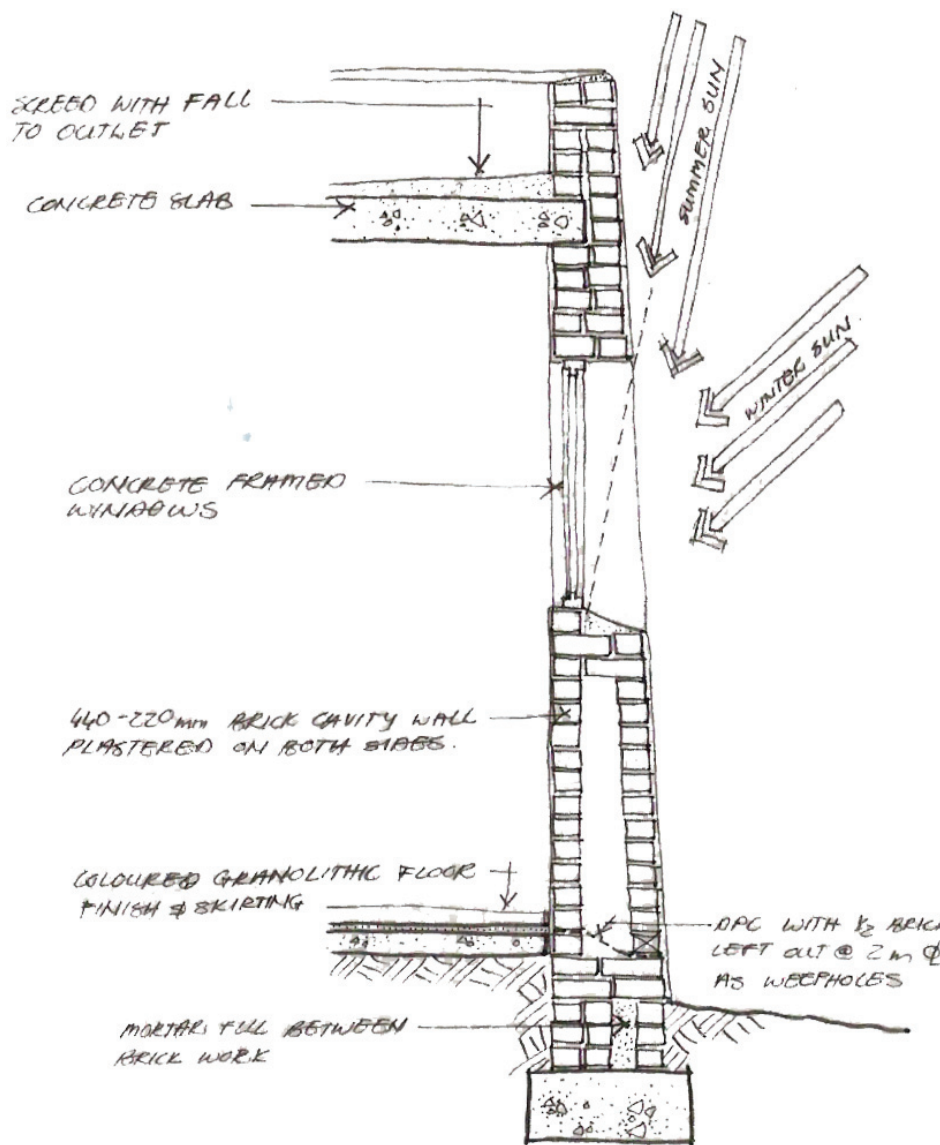 SCREED WITH FALL
TO OUTLET
CONCRETE SLAB
SUMMER SUN
WINTER SUN
CONCRETE FRAMED
WINDOWS
440-220mm BRICK CAVITY WALL
PLASTERED ON BOTH SIDES.
COLOURED GRANOLITHIC FLOOR
FINISH & SKIRTING
DPC WITH ½ BRICK
LEFT OUT @ 2m
AS WEEPHOLES
MORTAR FILL BETWEEN
BRICK WORK